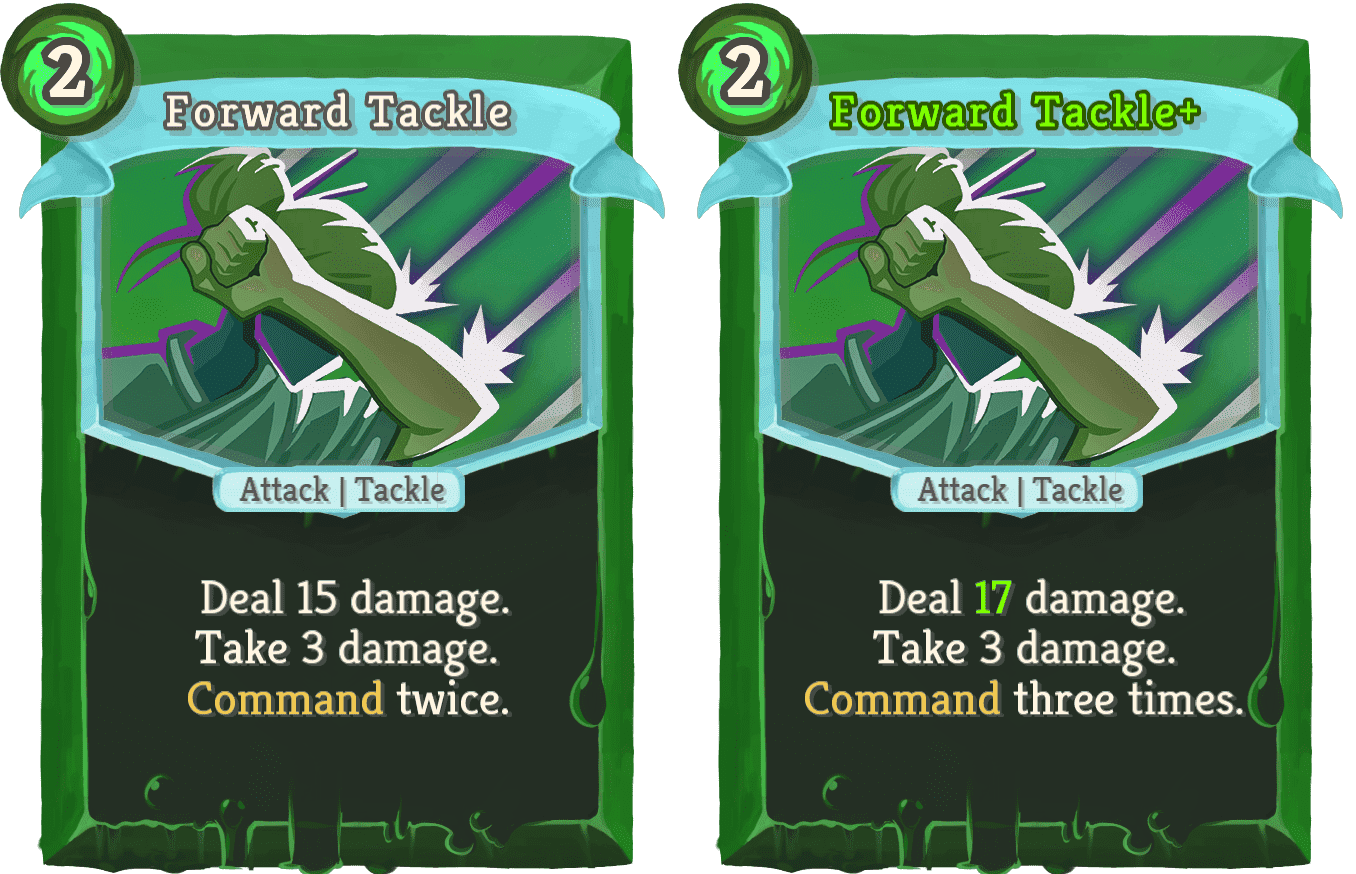 2
Forward Tackle
Attack | Tackle
Deal 15 damage.
Take 3 damage.
Command twice.
2
Forward Tackle+
Attack | Tackle
Deal 17 damage.
Take 3 damage.
Command three times.